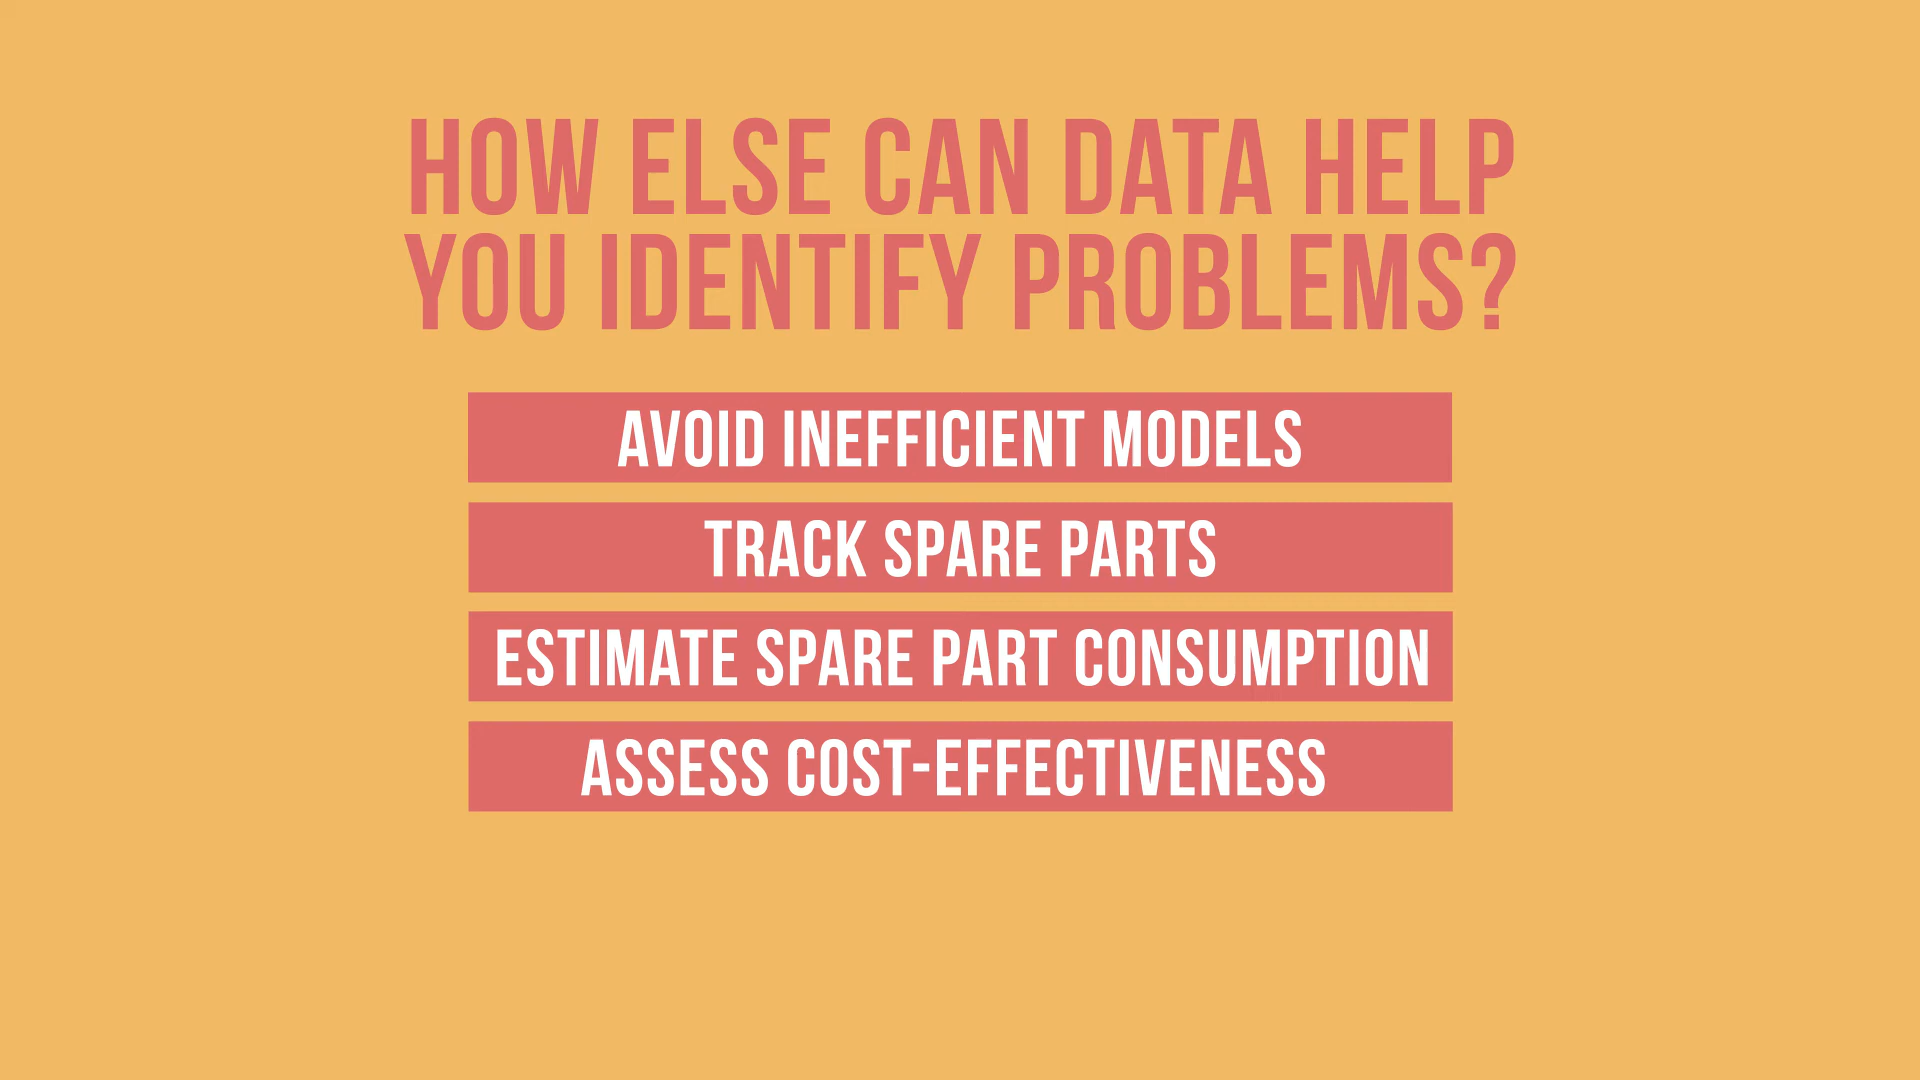 HOW ELSE CAN DATA HELP
YOU IDENTIFY PROBLEMS?
AVOID INEFFICIENT MODELS
TRACK SPARE PARTS
ESTIMATE SPARE PART CONSUMPTION
ASSESS COST-EFFECTIVENESS